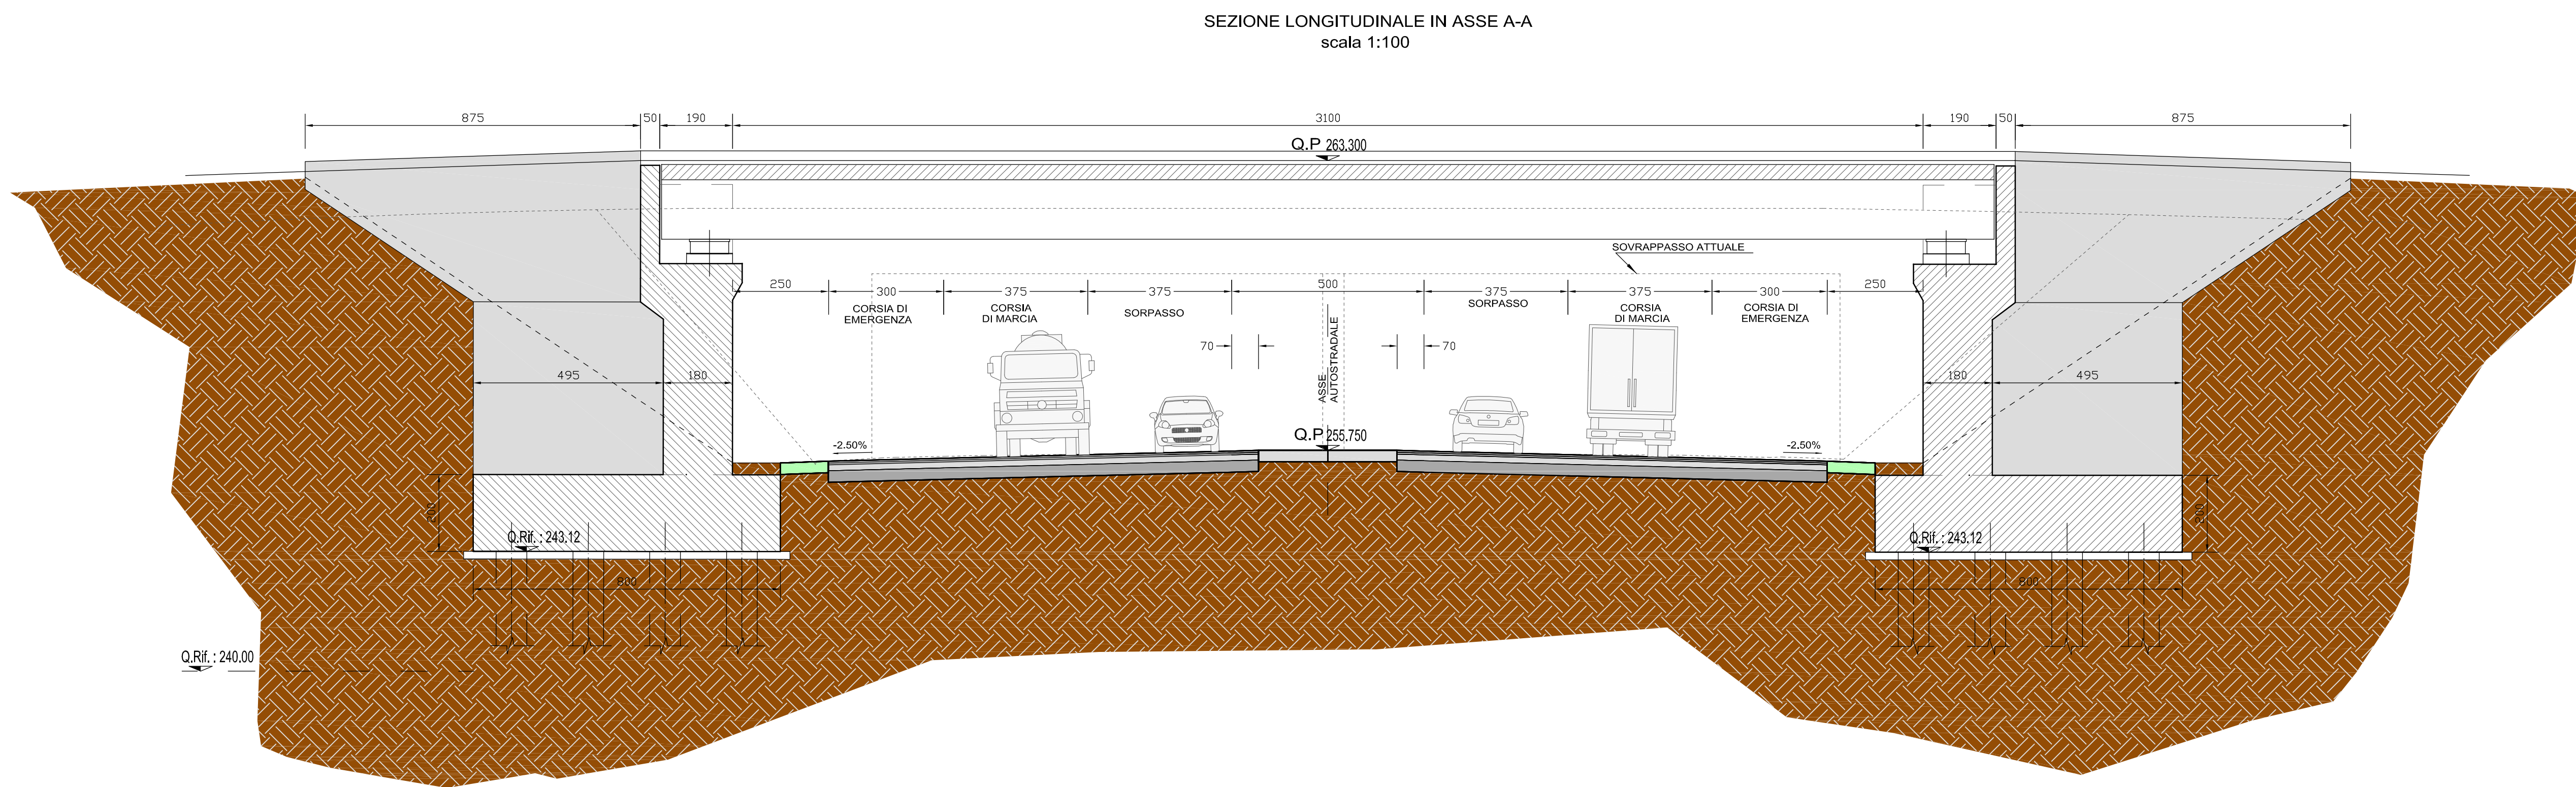 SEZIONE LONGITUDINALE IN ASSE A-A
scala 1:100
875 50 190 3100 190 50 875
Q.P 263.300
SOVRAPPASSO ATTUALE
250 300 375 375 500 375 375 300 250
CORSIA DI
EMERGENZA
CORSIA
DI MARCIA
SORPASSO
SORPASSO
CORSIA
DI MARCIA
CORSIA DI
EMERGENZA
70
ASSE
AUTOSTRADALE
70
495 180 180 495
-2.50%
Q.P 255.750
-2.50%
200
200
Q.Rif. : 243.12
Q.Rif. : 243.12
800
800
Q.Rif. : 240.00